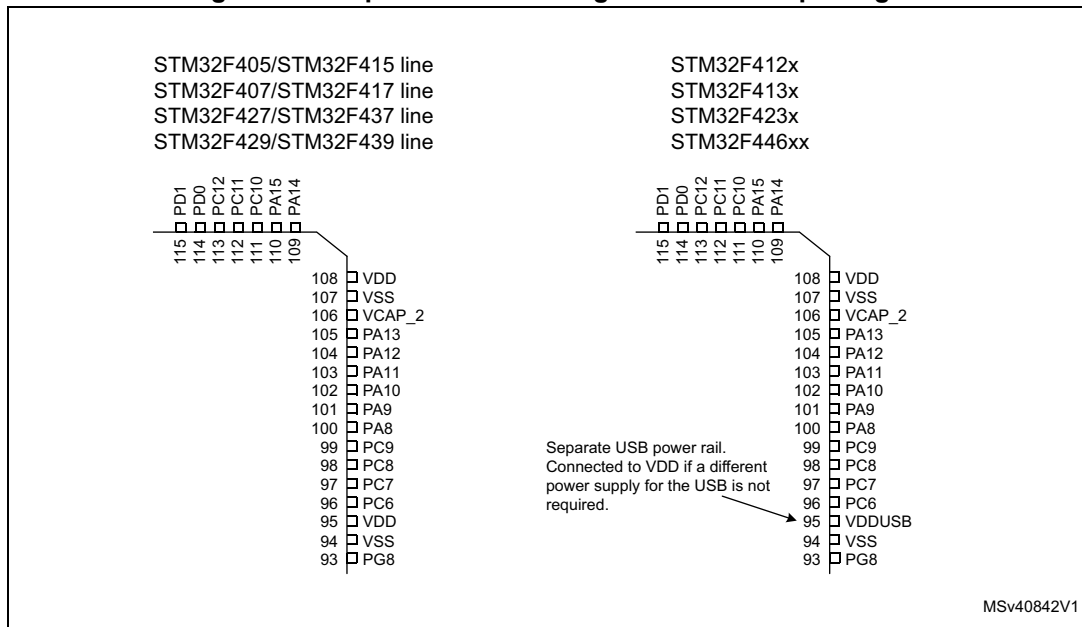 STM32F405/STM32F415 line
STM32F407/STM32F417 line
STM32F427/STM32F437 line
STM32F429/STM32F439 line
115 PD1
114 PD0
113 PC12
112 PC11
111 PC10
110 PA15
109 PA14
108 VDD
107 VSS
106 VCAP_2
105 PA13
104 PA12
103 PA11
102 PA10
101 PA9
100 PA8
99 PC9
98 PC8
97 PC7
96 PC6
95 VDD
94 VSS
93 PG8
STM32F412x
STM32F413x
STM32F423x
STM32F446xx
115 PD1
114 PD0
113 PC12
112 PC11
111 PC10
110 PA15
109 PA14
108 VDD
107 VSS
106 VCAP_2
105 PA13
104 PA12
103 PA11
102 PA10
101 PA9
100 PA8
99 PC9
98 PC8
97 PC7
96 PC6
95 VDDUSB
94 VSS
93 PG8
Separate USB power rail.
Connected to VDD if a different
power supply for the USB is not
required.
MSv40842V1